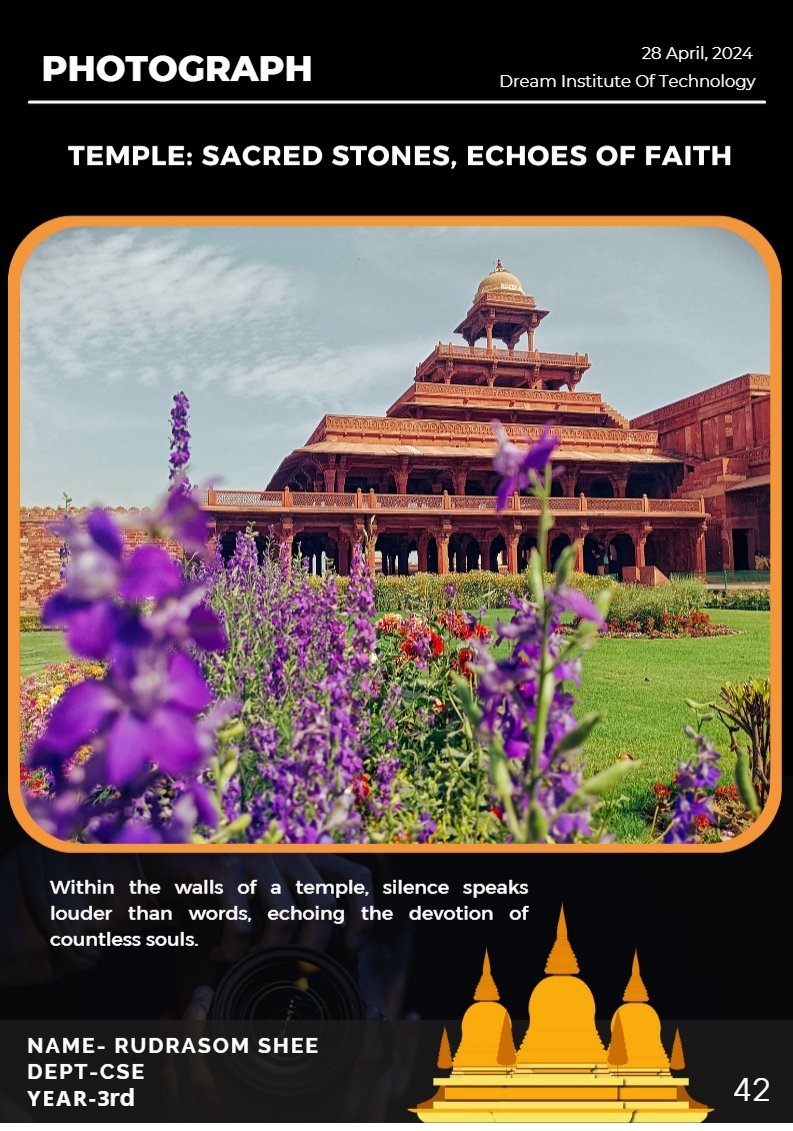 PHOTOGRAPH
28 April, 2024
Dream Institute Of Technology
TEMPLE: SACRED STONES, ECHOES OF FAITH
Within the walls of a temple, silence speaks
louder than words, echoing the devotion of
countless souls.
NAME- RUDRASOM SHEE
DEPT-CSE
YEAR-3rd
42